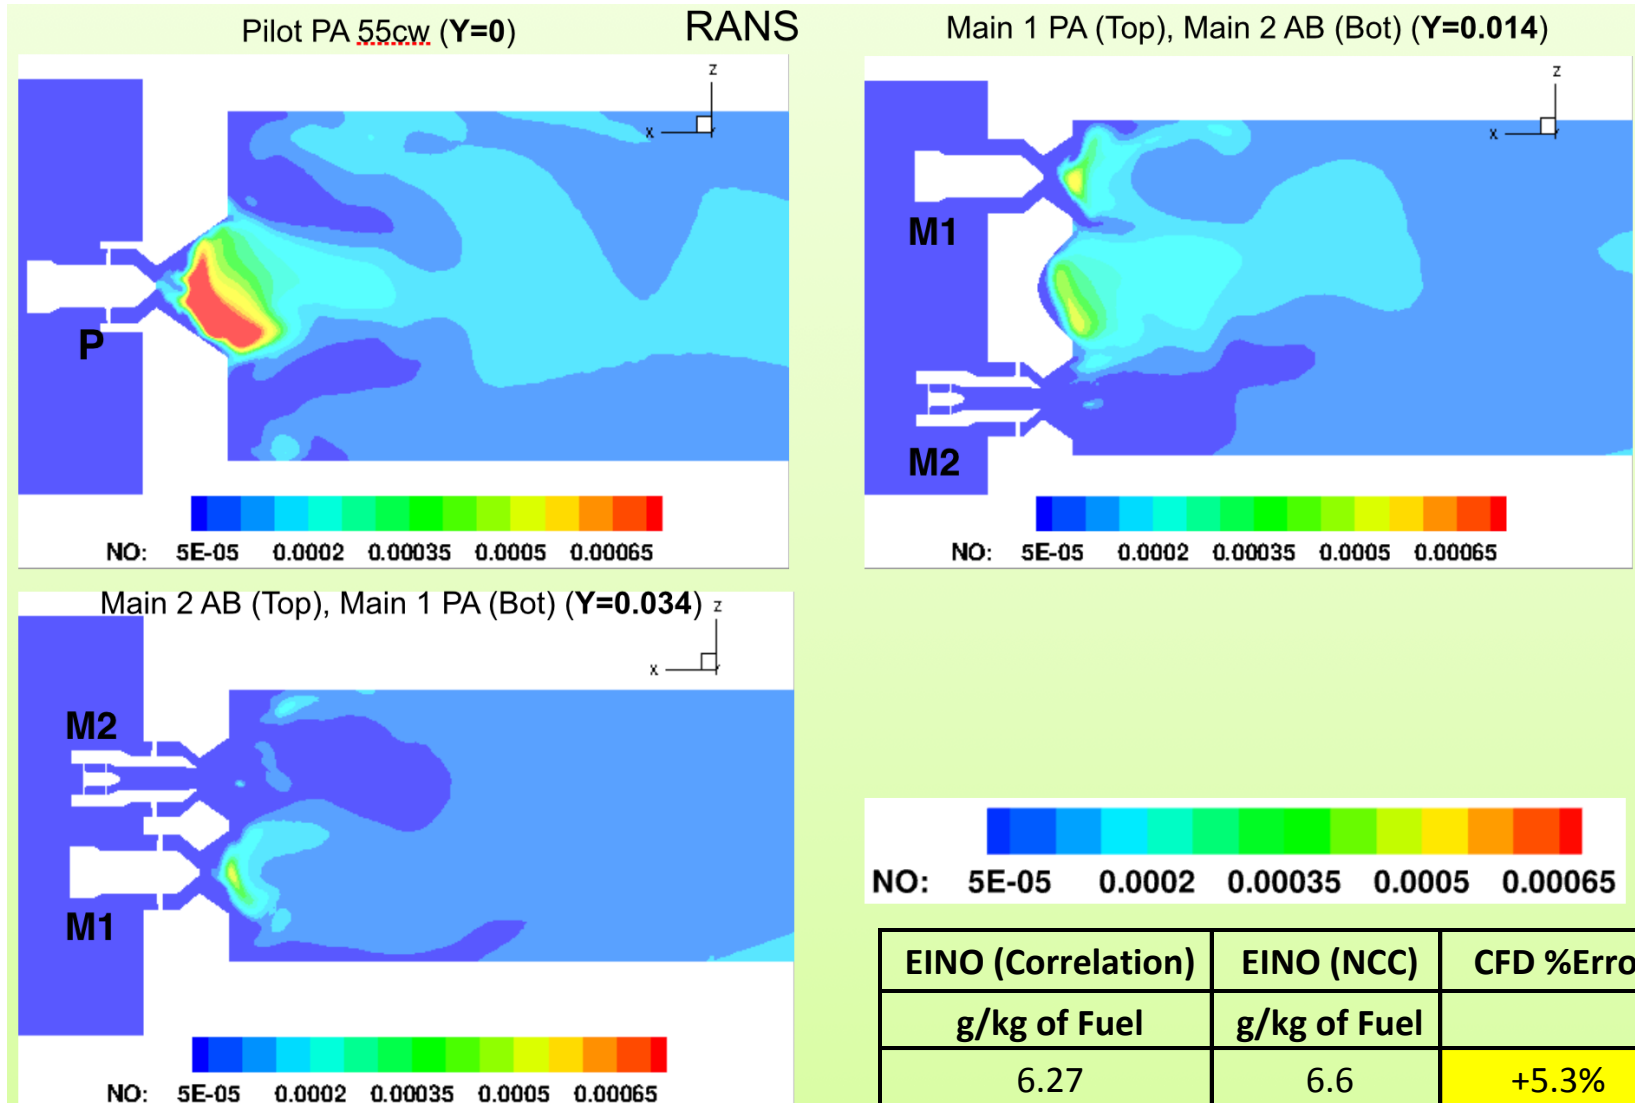 Pilot PA 55cw (Y=0)
RANS
Main 1 PA (Top), Main 2 AB (Bot) (Y=0.014)
z
x
P
NO: 5E-05 0.0002 0.00035 0.0005 0.00065
z
x
M1
M2
NO: 5E-05 0.0002 0.00035 0.0005 0.00065
Main 2 AB (Top), Main 1 PA (Bot) (Y=0.034)
z
x
M2
M1
NO: 5E-05 0.0002 0.00035 0.0005 0.00065
NO: 5E-05 0.0002 0.00035 0.0005 0.00065
EINO (Correlation) EINO (NCC) CFD %Erro
g/kg of Fuel g/kg of Fuel
6.27 6.6 +5.3%